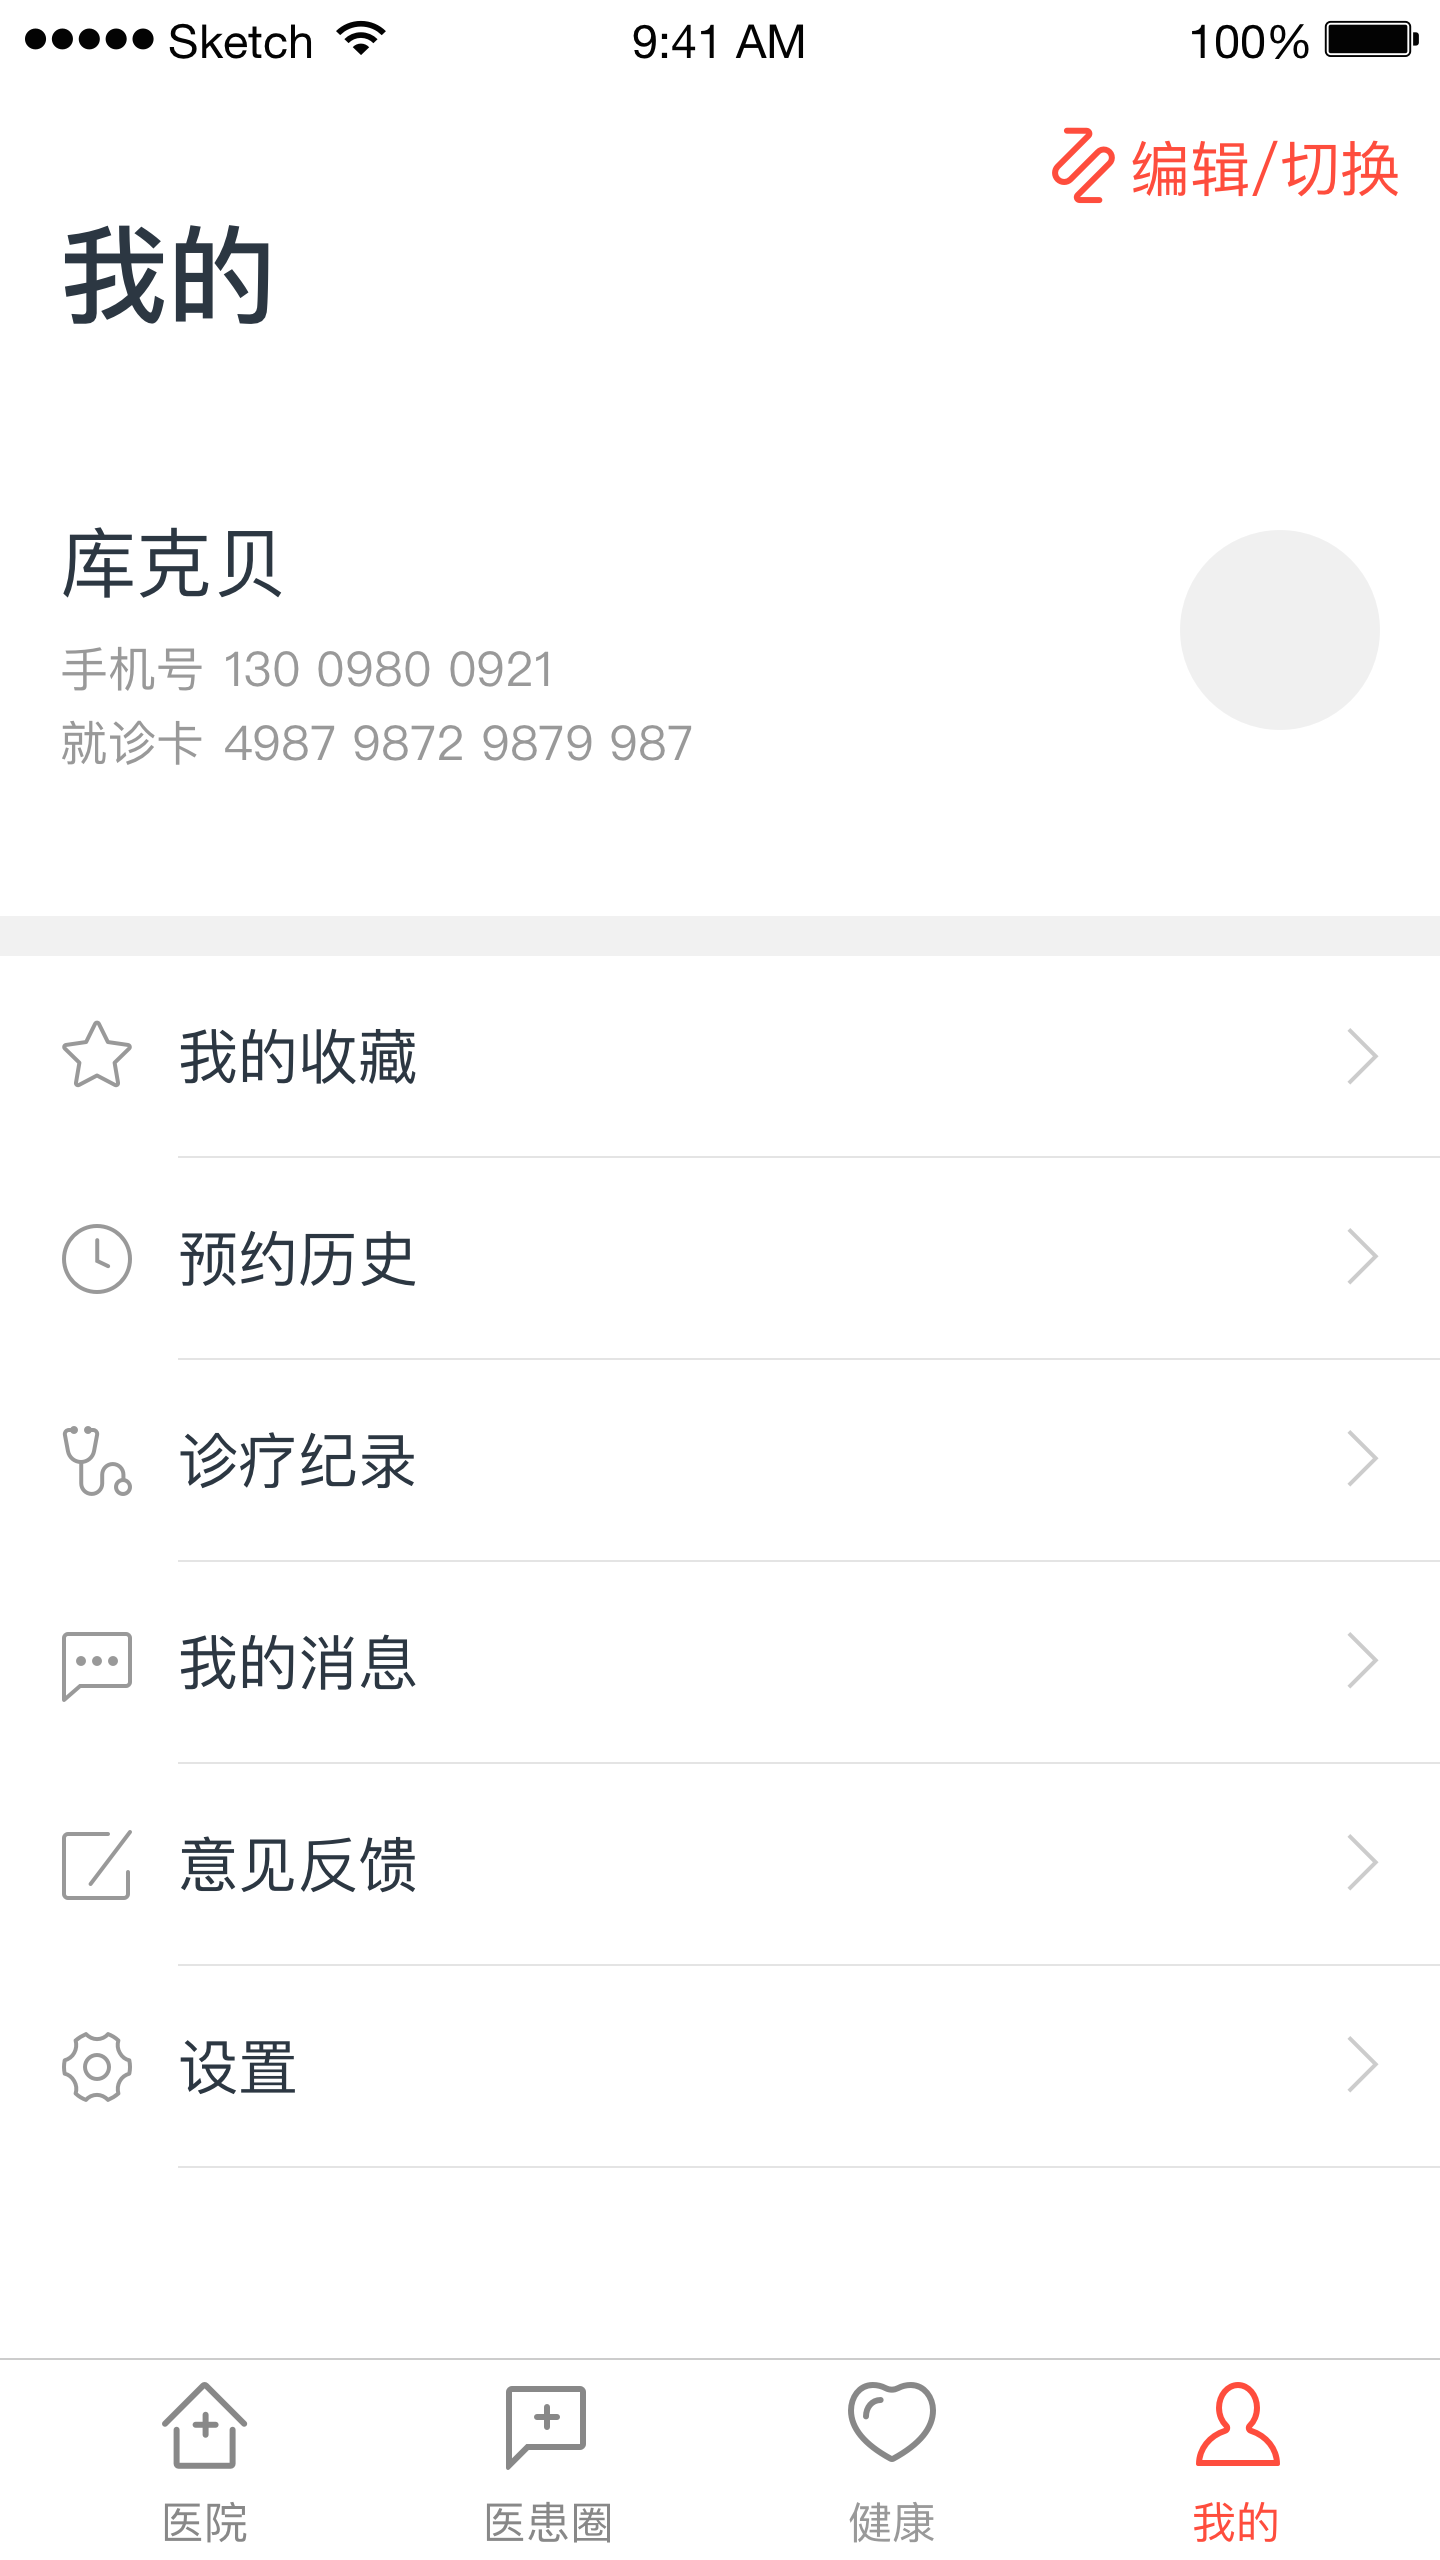 Sketch 9:41 AM 100%
编辑/切换
我的
库克贝
手机号 130 0980 0921
就诊卡 4987 9872 9879 987
我的收藏
预约历史
诊疗纪录
我的消息
意见反馈
设置
医院 医患圈 健康 我的